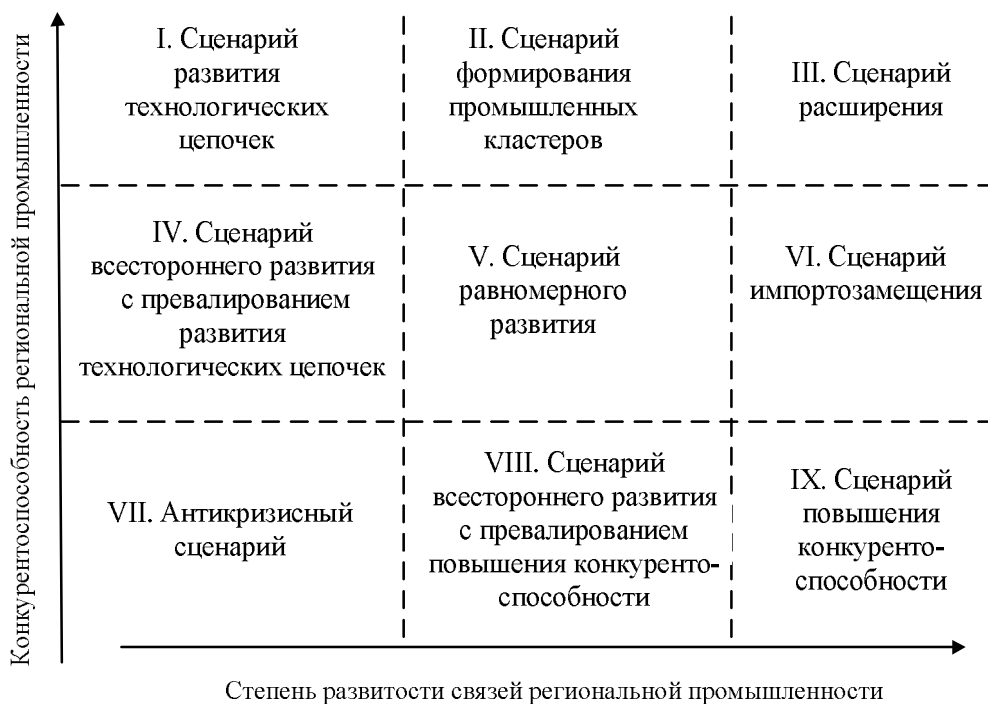 Конкурентоспособность региональной промышленности
I. Сценарий
развития
технологических
цепочек
II. Сценарий
формирования
промышленных
кластеров
III. Сценарий
расширения
IV. Сценарий
всестороннего развития
с превалированием
развития
технологических цепочек
V. Сценарий
равномерного
развития
VI. Сценарий
импортозамещения
VII. Антикризисный
сценарий
VIII. Сценарий
всестороннего развития
с превалированием
повышения конкуренто-
способности
IX. Сценарий
повышения
конкуренто-
способности
Степень развитости связей региональной промышленности